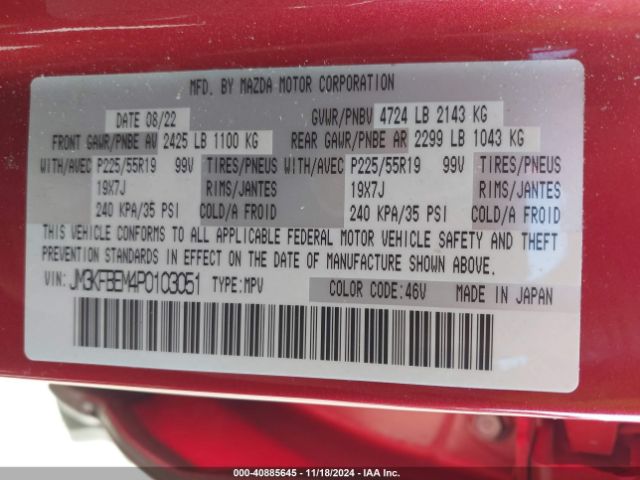 MFD. BY MAZDA MOTOR CORPORATION
DATE 08/22 GVWR/PNBV 4724 LB 2143 KG
FRONT GAWR/PNBE AV 2425 LB 1100 KG REAR GAWR/PNBE AR 2299 LB 1043 KG
WITH/AVEC P225/55R19 99V TIRES/PNEUS WITH/AVEC P225/55R19 99V TIRES/PNEUS
19X7J RIMS/JANTES 19X7J RIMS/JANTES
240 KPA/35 PSI COLD/A FROID 240 KPA/35 PSI COLD/A FROID
THIS VEHICLE CONFORMS TO ALL APPLICABLE FEDERAL MOTOR VEHICLE SAFETY AND THEFT
PREVENTION STANDARDS IN EFFECT ON THE DATE OF MANUFACTURE SHOWN ABOVE.
VIN: JM3KFBEM4P0103051 TYPE:MPV COLOR CODE:46V MADE IN JAPAN
000-40885645 - 11/18/2024 - IAA Inc.